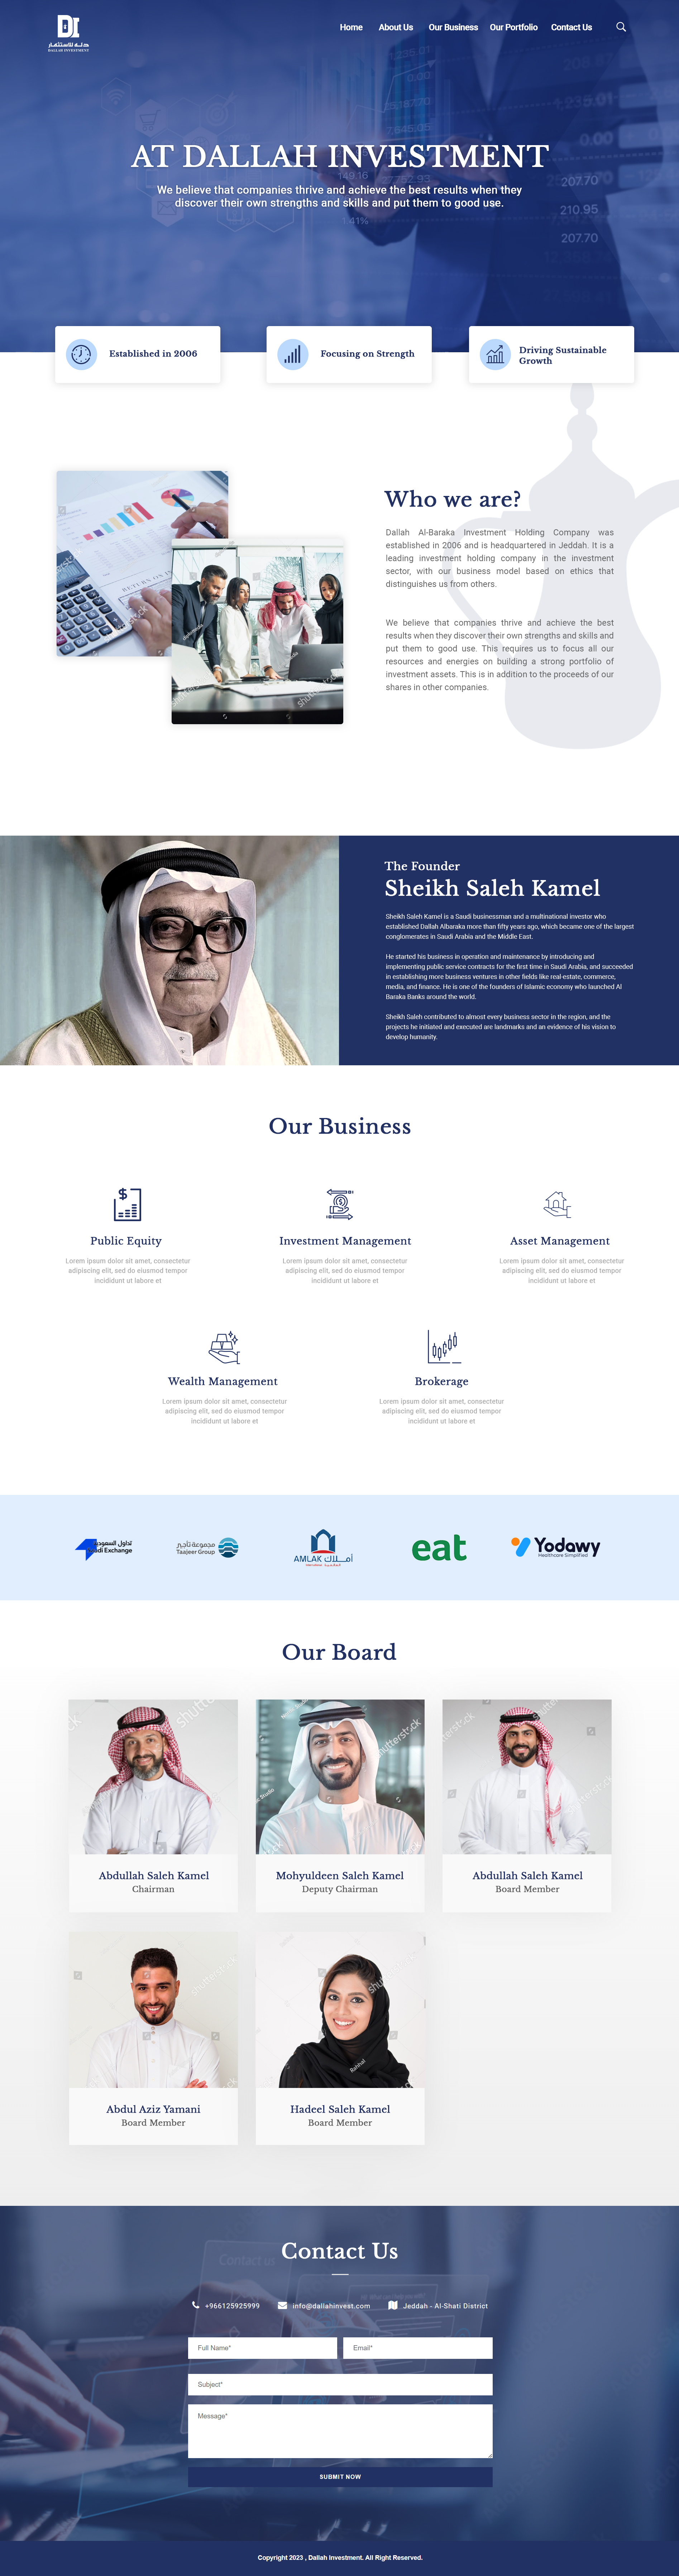 DI
دلة للاستثمار
DALLAH INVESTMENT
Home About Us Our Business Our Portfolio Contact Us
AT DALLAH INVESTMENT
We believe that companies thrive and achieve the best results when they
discover their own strengths and skills and put them to good use.
Established in 2006
Focusing on Strength
Driving Sustainable
Growth
Who we are?
Dallah Al-Baraka Investment Holding Company was
established in 2006 and is headquartered in Jeddah. It is a
leading investment holding company in the investment
sector, with our business model based on ethics that
distinguishes us from others.
We believe that companies thrive and achieve the best
results when they discover their own strengths and skills and
put them to good use. This requires us to focus all our
resources and energies on building a strong portfolio of
investment assets. This is in addition to the proceeds of our
shares in other companies.
The Founder
Sheikh Saleh Kamel
Sheikh Saleh Kamel is a Saudi businessman and a multinational investor who
established Dallah Albaraka more than fifty years ago, which became one of the largest
conglomerates in Saudi Arabia and the Middle East.
He started his business in operation and maintenance by introducing and
implementing public service contracts for the first time in Saudi Arabia, and succeeded
in establishing more business ventures in other fields like real estate, commerce,
media, and finance. He is one of the founders of Islamic economy who launched Al
Baraka Banks around the world.
Sheikh Saleh contributed to almost every business sector in the region, and the
projects he initiated and executed are landmarks and an evidence of his vision to
develop humanity.
Our Business
Public Equity
Lorem ipsum dolor sit amet, consectetur
adipiscing elit, sed do eiusmod tempor
incididunt ut labore et
Investment Management
Lorem ipsum dolor sit amet, consectetur
adipiscing elit, sed do eiusmod tempor
incididunt ut labore et
Asset Management
Lorem ipsum dolor sit amet, consectetur
adipiscing elit, sed do eiusmod tempor
incididunt ut labore et
Wealth Management
Lorem ipsum dolor sit amet, consectetur
adipiscing elit, sed do eiusmod tempor
incididunt ut labore et
Brokerage
Lorem ipsum dolor sit amet, consectetur
adipiscing elit, sed do eiusmod tempor
incididunt ut labore et
تداول السعودية
Saudi Exchange
مجموعة تأجير
Taajeer Group
أمـــلاك
AMLAK
eat
Yodawy
Healthcare Simplified
Our Board
Abdullah Saleh Kamel
Chairman
Mohyuldeen Saleh Kamel
Deputy Chairman
Abdullah Saleh Kamel
Board Member
Abdul Aziz Yamani
Board Member
Hadeel Saleh Kamel
Board Member
Contact Us
+966125925999 info@dallahinvest.com Jeddah - Al-Shati District
Full Name* Email*
Subject*
Message*
SUBMIT NOW
Copyright 2023 , Dallah Investment. All Right Reserved.